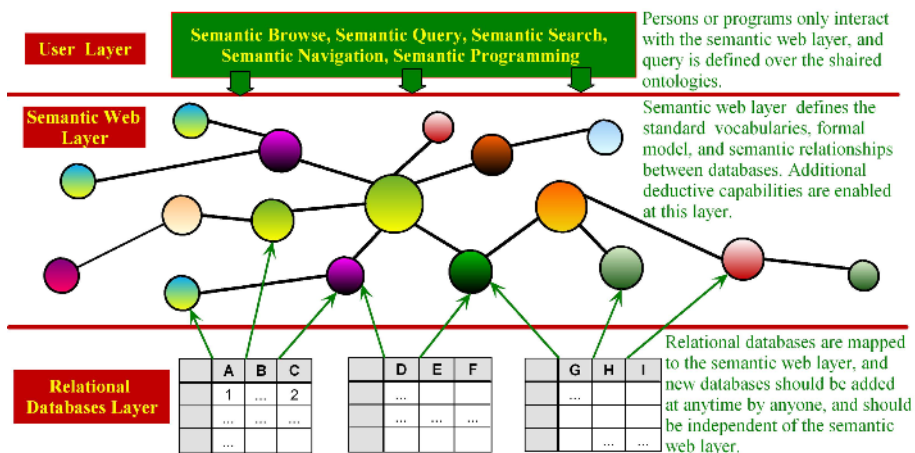 User Layer
Semantic Browse, Semantic Query, Semantic Search,
Semantic Navigation, Semantic Programming
Persons or programs only interact
with the semantic web layer, and
query is defined over the shaired
ontologies.
Semantic Web
Layer
Semantic web layer defines the
standard vocabularies, formal
model, and semantic relationships
between databases. Additional
deductive capabilities are enabled
at this layer.
Relational
Databases Layer
A B C
1 ... 2
... ... ...
...
D E F
...
... ... ...
G H I
...
... ...
Relational databases are mapped
to the semantic web layer, and
new databases should be added
at anytime by anyone, and should
be independent of the semantic
web layer.